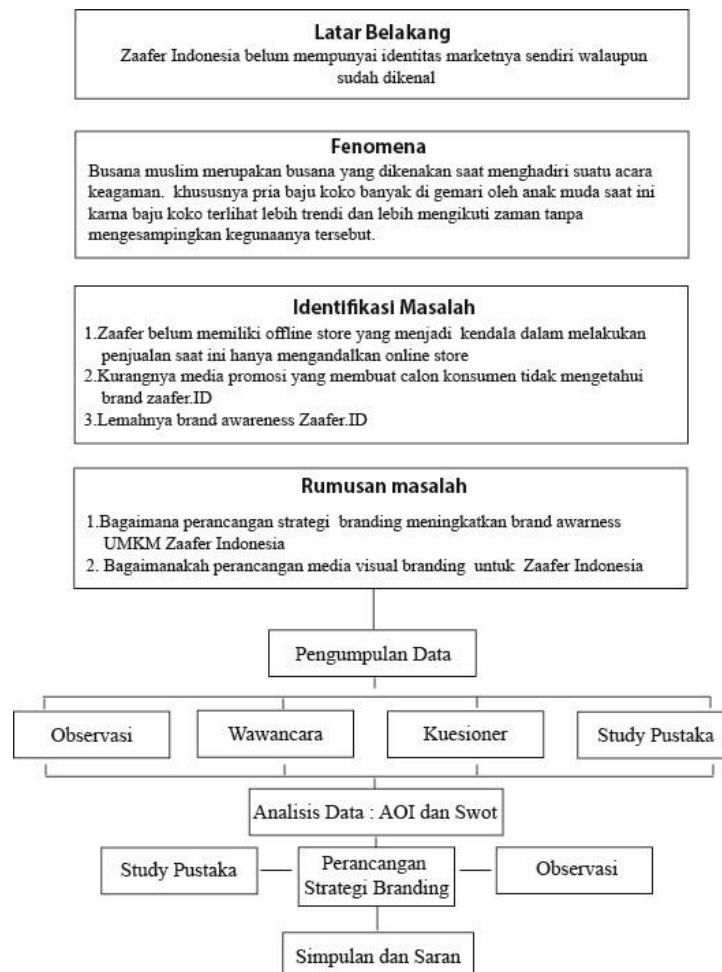 Latar Belakang
Zaafer Indonesia belum mempunyai identitas marketnya sendiri walaupun
sudah dikenal
Fenomena
Busana muslim merupakan busana yang dikenakan saat menghadiri suatu acara
keagaman. khususnya pria baju koko banyak di gemari oleh anak muda saat ini
karna baju koko terlihat lebih trendi dan lebih mengikuti zaman tanpa
mengesampingkan kegunaanya tersebut.
Identifikasi Masalah
1.Zaafer belum memiliki offline store yang menjadi kendala dalam melakukan
penjualan saat ini hanya mengandalkan online store
2.Kurangnya media promosi yang membuat calon konsumen tidak mengetahui
brand zaafer.ID
3.Lemahnya brand awareness Zaafer.ID
Rumusan masalah
1.Bagaimana perancangan strategi branding meningkatkan brand awarness
UMKM Zaafer Indonesia
2. Bagaimanakah perancangan media visual branding untuk Zaafer Indonesia
Pengumpulan Data
Observasi
Wawancara
Kuesioner
Study Pustaka
Analisis Data : AOI dan Swot
Study Pustaka
Perancangan
Strategi Branding
Observasi
Simpulan dan Saran